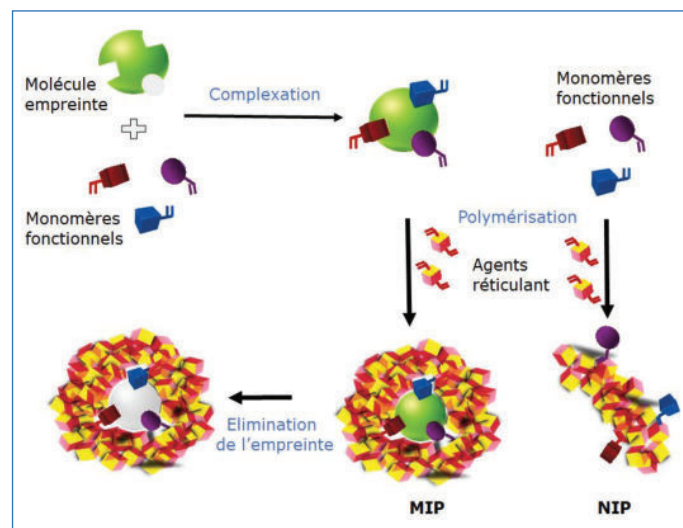 Molécule
empreinte
Complexation
Monomères
fonctionnels
Monomères
fonctionnels
Polymérisation
Agents
réticulant
Elimination
de l'empreinte
MIP
NIP